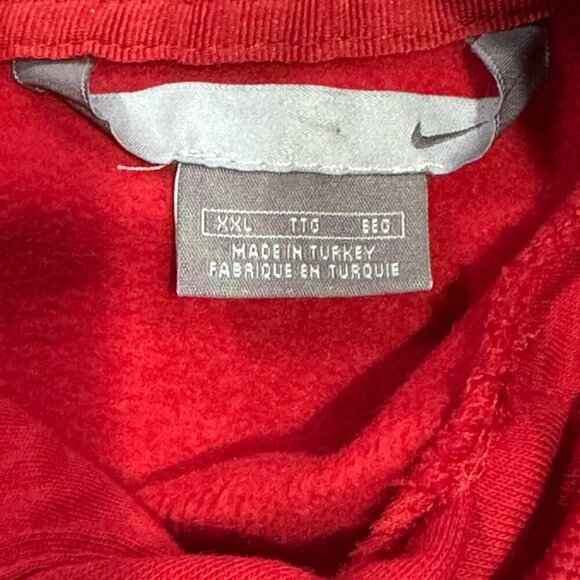 XXL TTG EEG
MADE IN TURKEY
FABRIQUE EN TURQUIE